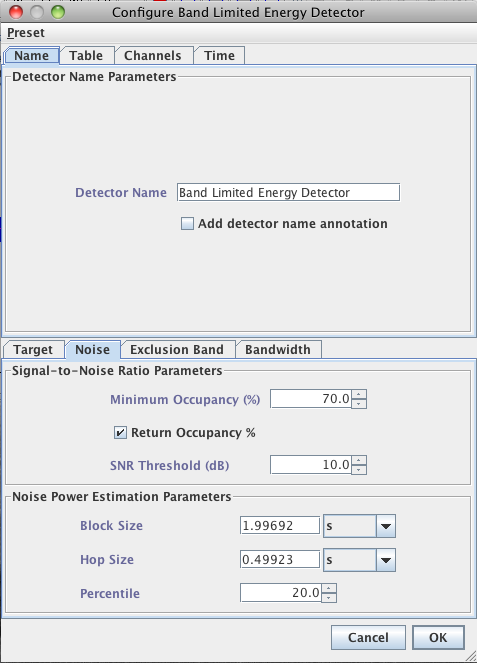 Configure Band Limited Energy Detector
Preset
Name Table Channels Time
Detector Name Parameters
Detector Name Band Limited Energy Detector
Add detector name annotation
Target Noise Exclusion Band Bandwidth
Signal-to-Noise Ratio Parameters
Minimum Occupancy (%) 70.0
Return Occupancy %
SNR Threshold (dB) 10.0
Noise Power Estimation Parameters
Block Size 1.99692 s
Hop Size 0.49923 s
Percentile 20.0
Cancel OK